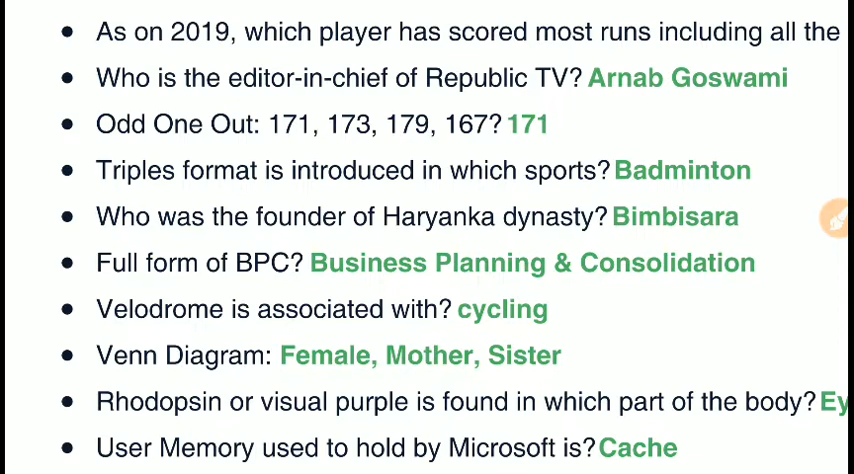 • As on 2019, which player has scored most runs including all the
• Who is the editor-in-chief of Republic TV? Arnab Goswami
• Odd One Out: 171, 173, 179, 167? 171
• Triples format is introduced in which sports? Badminton
• Who was the founder of Haryanka dynasty? Bimbisara
• Full form of BPC? Business Planning & Consolidation
• Velodrome is associated with? cycling
• Venn Diagram: Female, Mother, Sister
• Rhodopsin or visual purple is found in which part of the body? Ey
• User Memory used to hold by Microsoft is? Cache